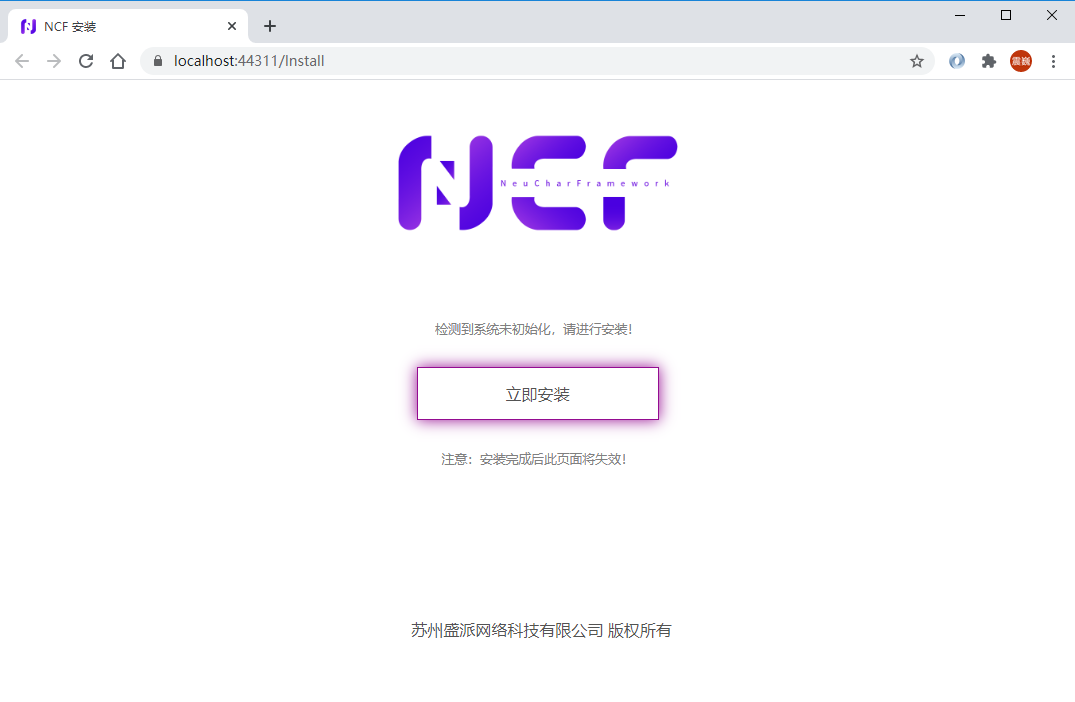 NCF 安装
localhost:44311/Install
震巍
NCF
NeuCharFramework
检测到系统未初始化，请进行安装！
立即安装
注意：安装完成后此页面将失效！
苏州盛派网络科技有限公司 版权所有